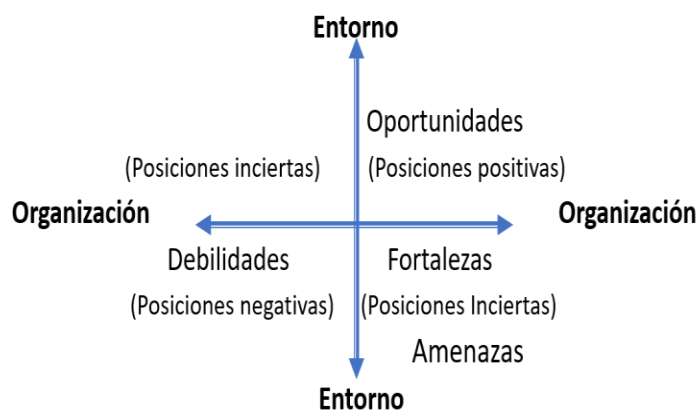 Entorno
Oportunidades
(Posiciones inciertas) (Posiciones positivas)
Organización Organización
Debilidades Fortalezas
(Posiciones negativas) (Posiciones Inciertas)
Amenazas
Entorno